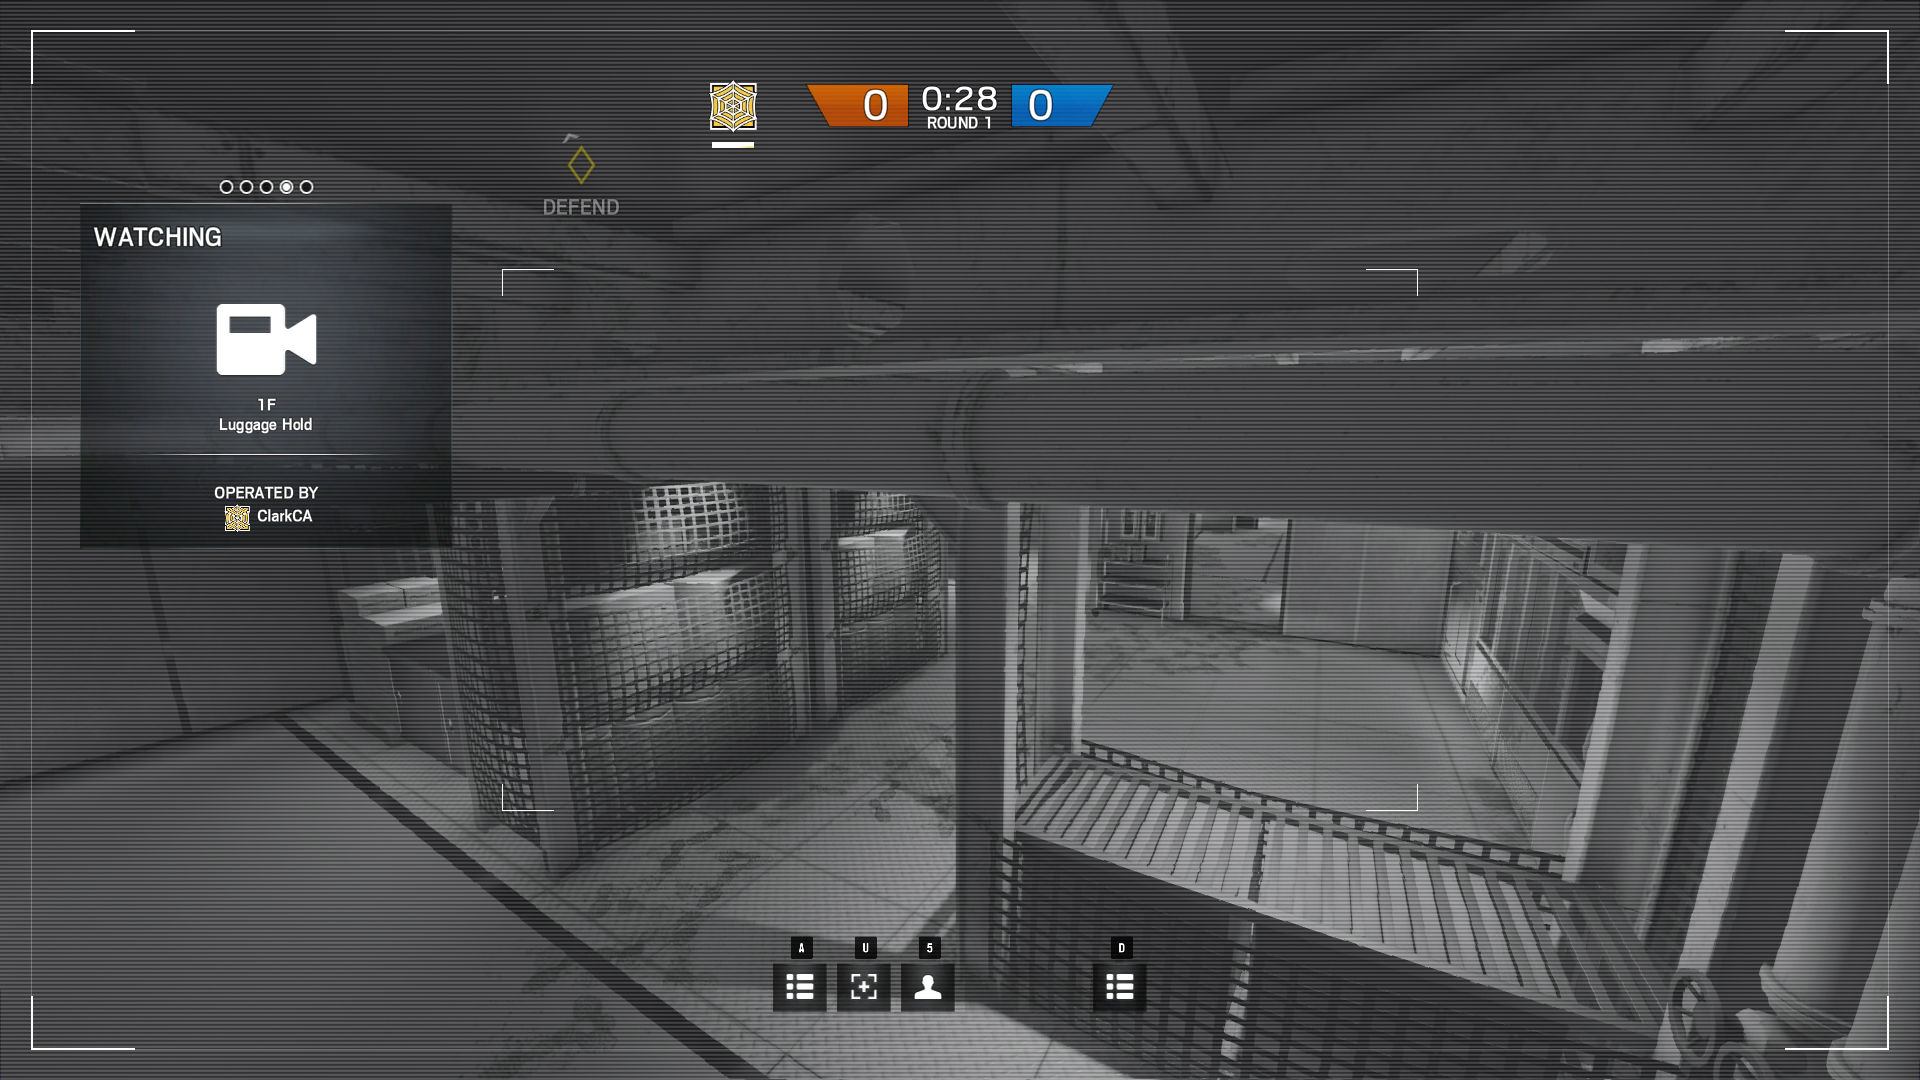 0 0:28 0
ROUND 1
DEFEND
WATCHING
1F
Luggage Hold
OPERATED BY
ClarkCA
A U 5 D